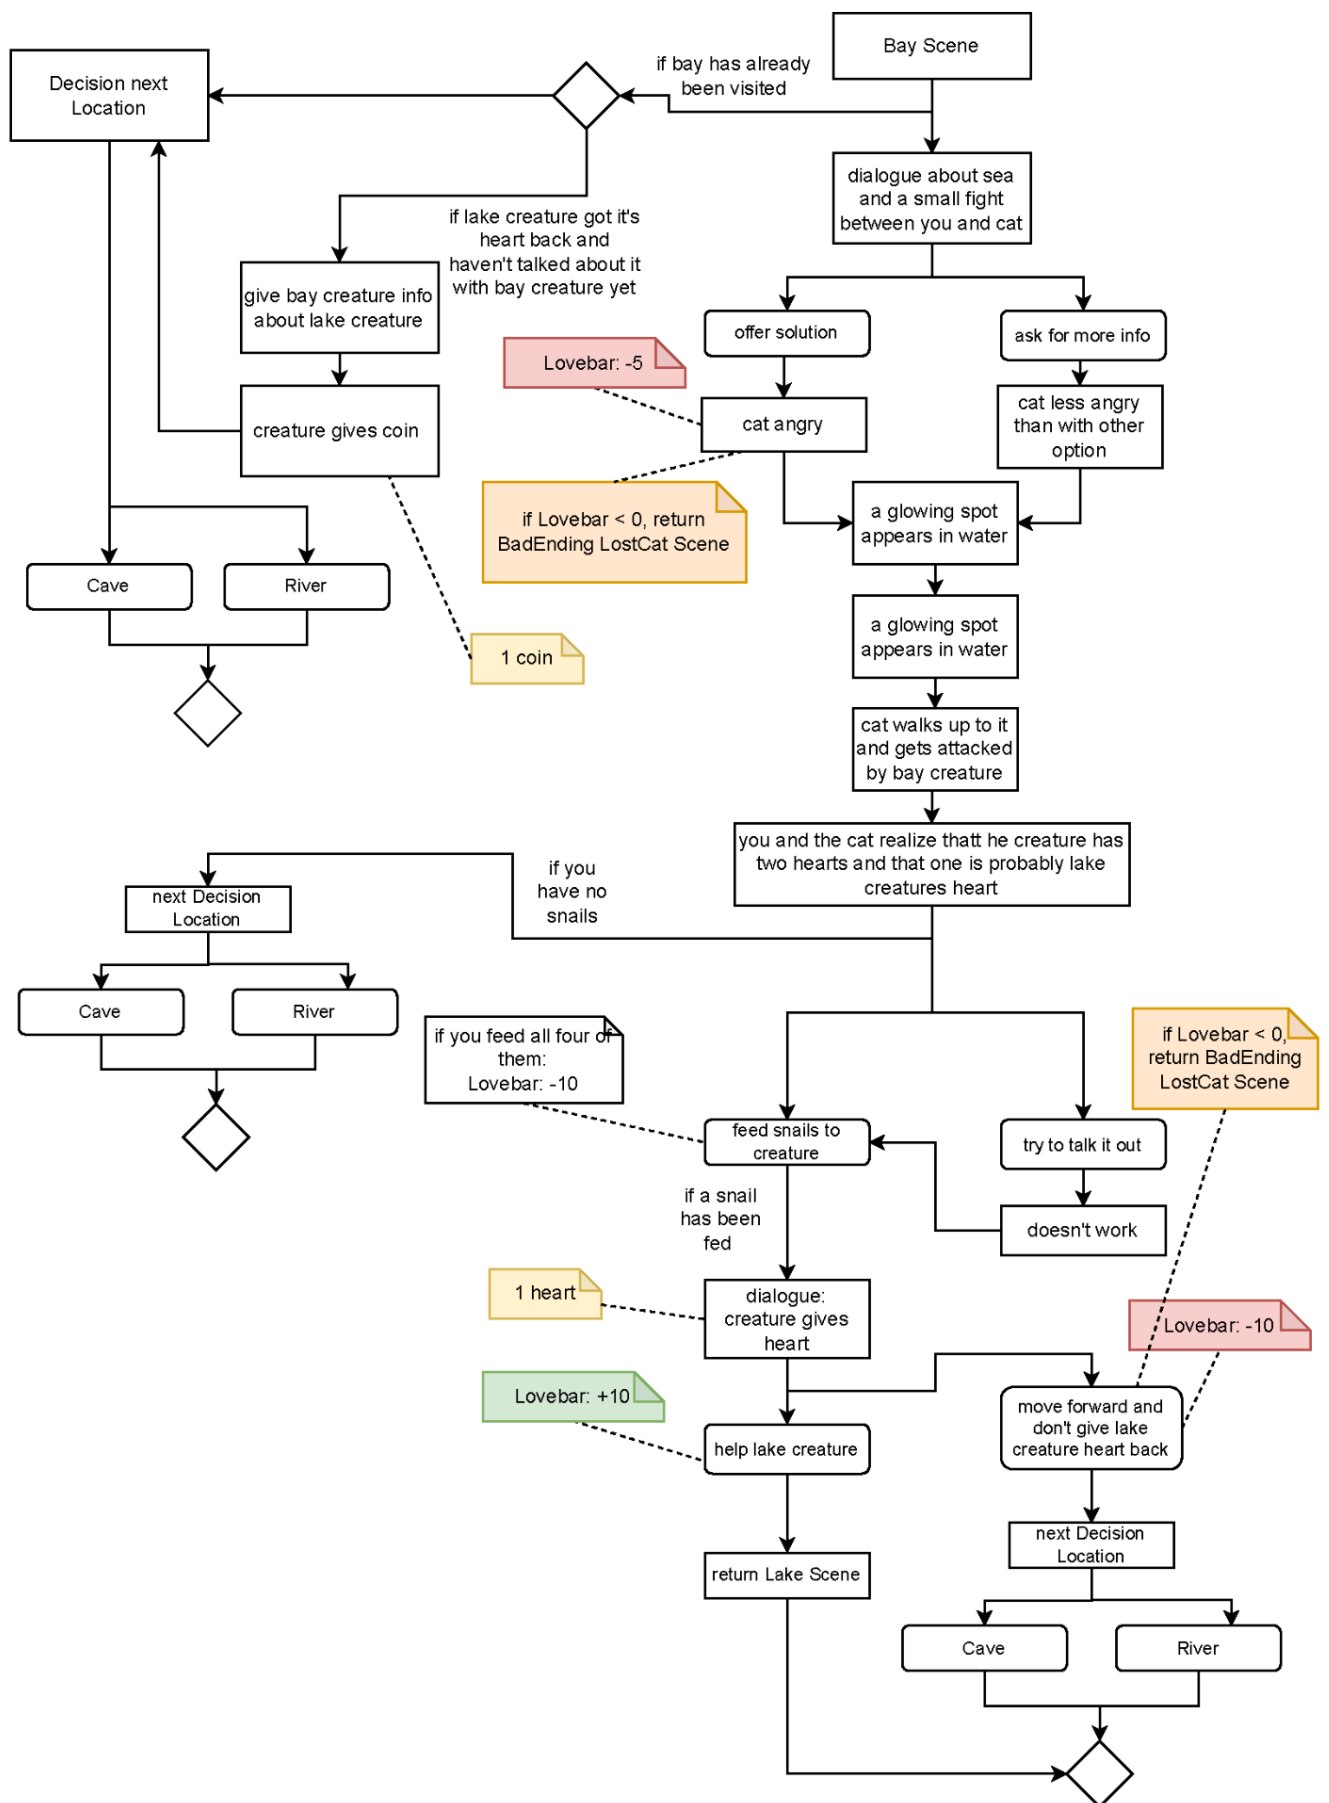 Bay Scene
if bay has already
been visited
Decision next
Location
dialogue about sea
and a small fight
between you and cat
if lake creature got it's
heart back and
haven't talked about it
with bay creature yet
give bay creature info
about lake creature
offer solution
ask for more info
Lovebar: -5
creature gives coin
cat angry
cat less angry
than with other
option
if Lovebar < 0, return
BadEnding LostCat Scene
a glowing spot
appears in water
Cave
River
a glowing spot
appears in water
1 coin
cat walks up to it
and gets attacked
by bay creature
you and the cat realize thatt he creature has
two hearts and that one is probably lake
creatures heart
if you
have no
snails
next Decision
Location
Cave
River
if you feed all four of
them:
Lovebar: -10
if Lovebar < 0,
return BadEnding
LostCat Scene
feed snails to
creature
try to talk it out
if a snail
has been
fed
doesn't work
1 heart
dialogue:
creature gives
heart
Lovebar: -10
Lovebar: +10
move forward and
don't give lake
creature heart back
help lake creature
next Decision
Location
return Lake Scene
Cave
River